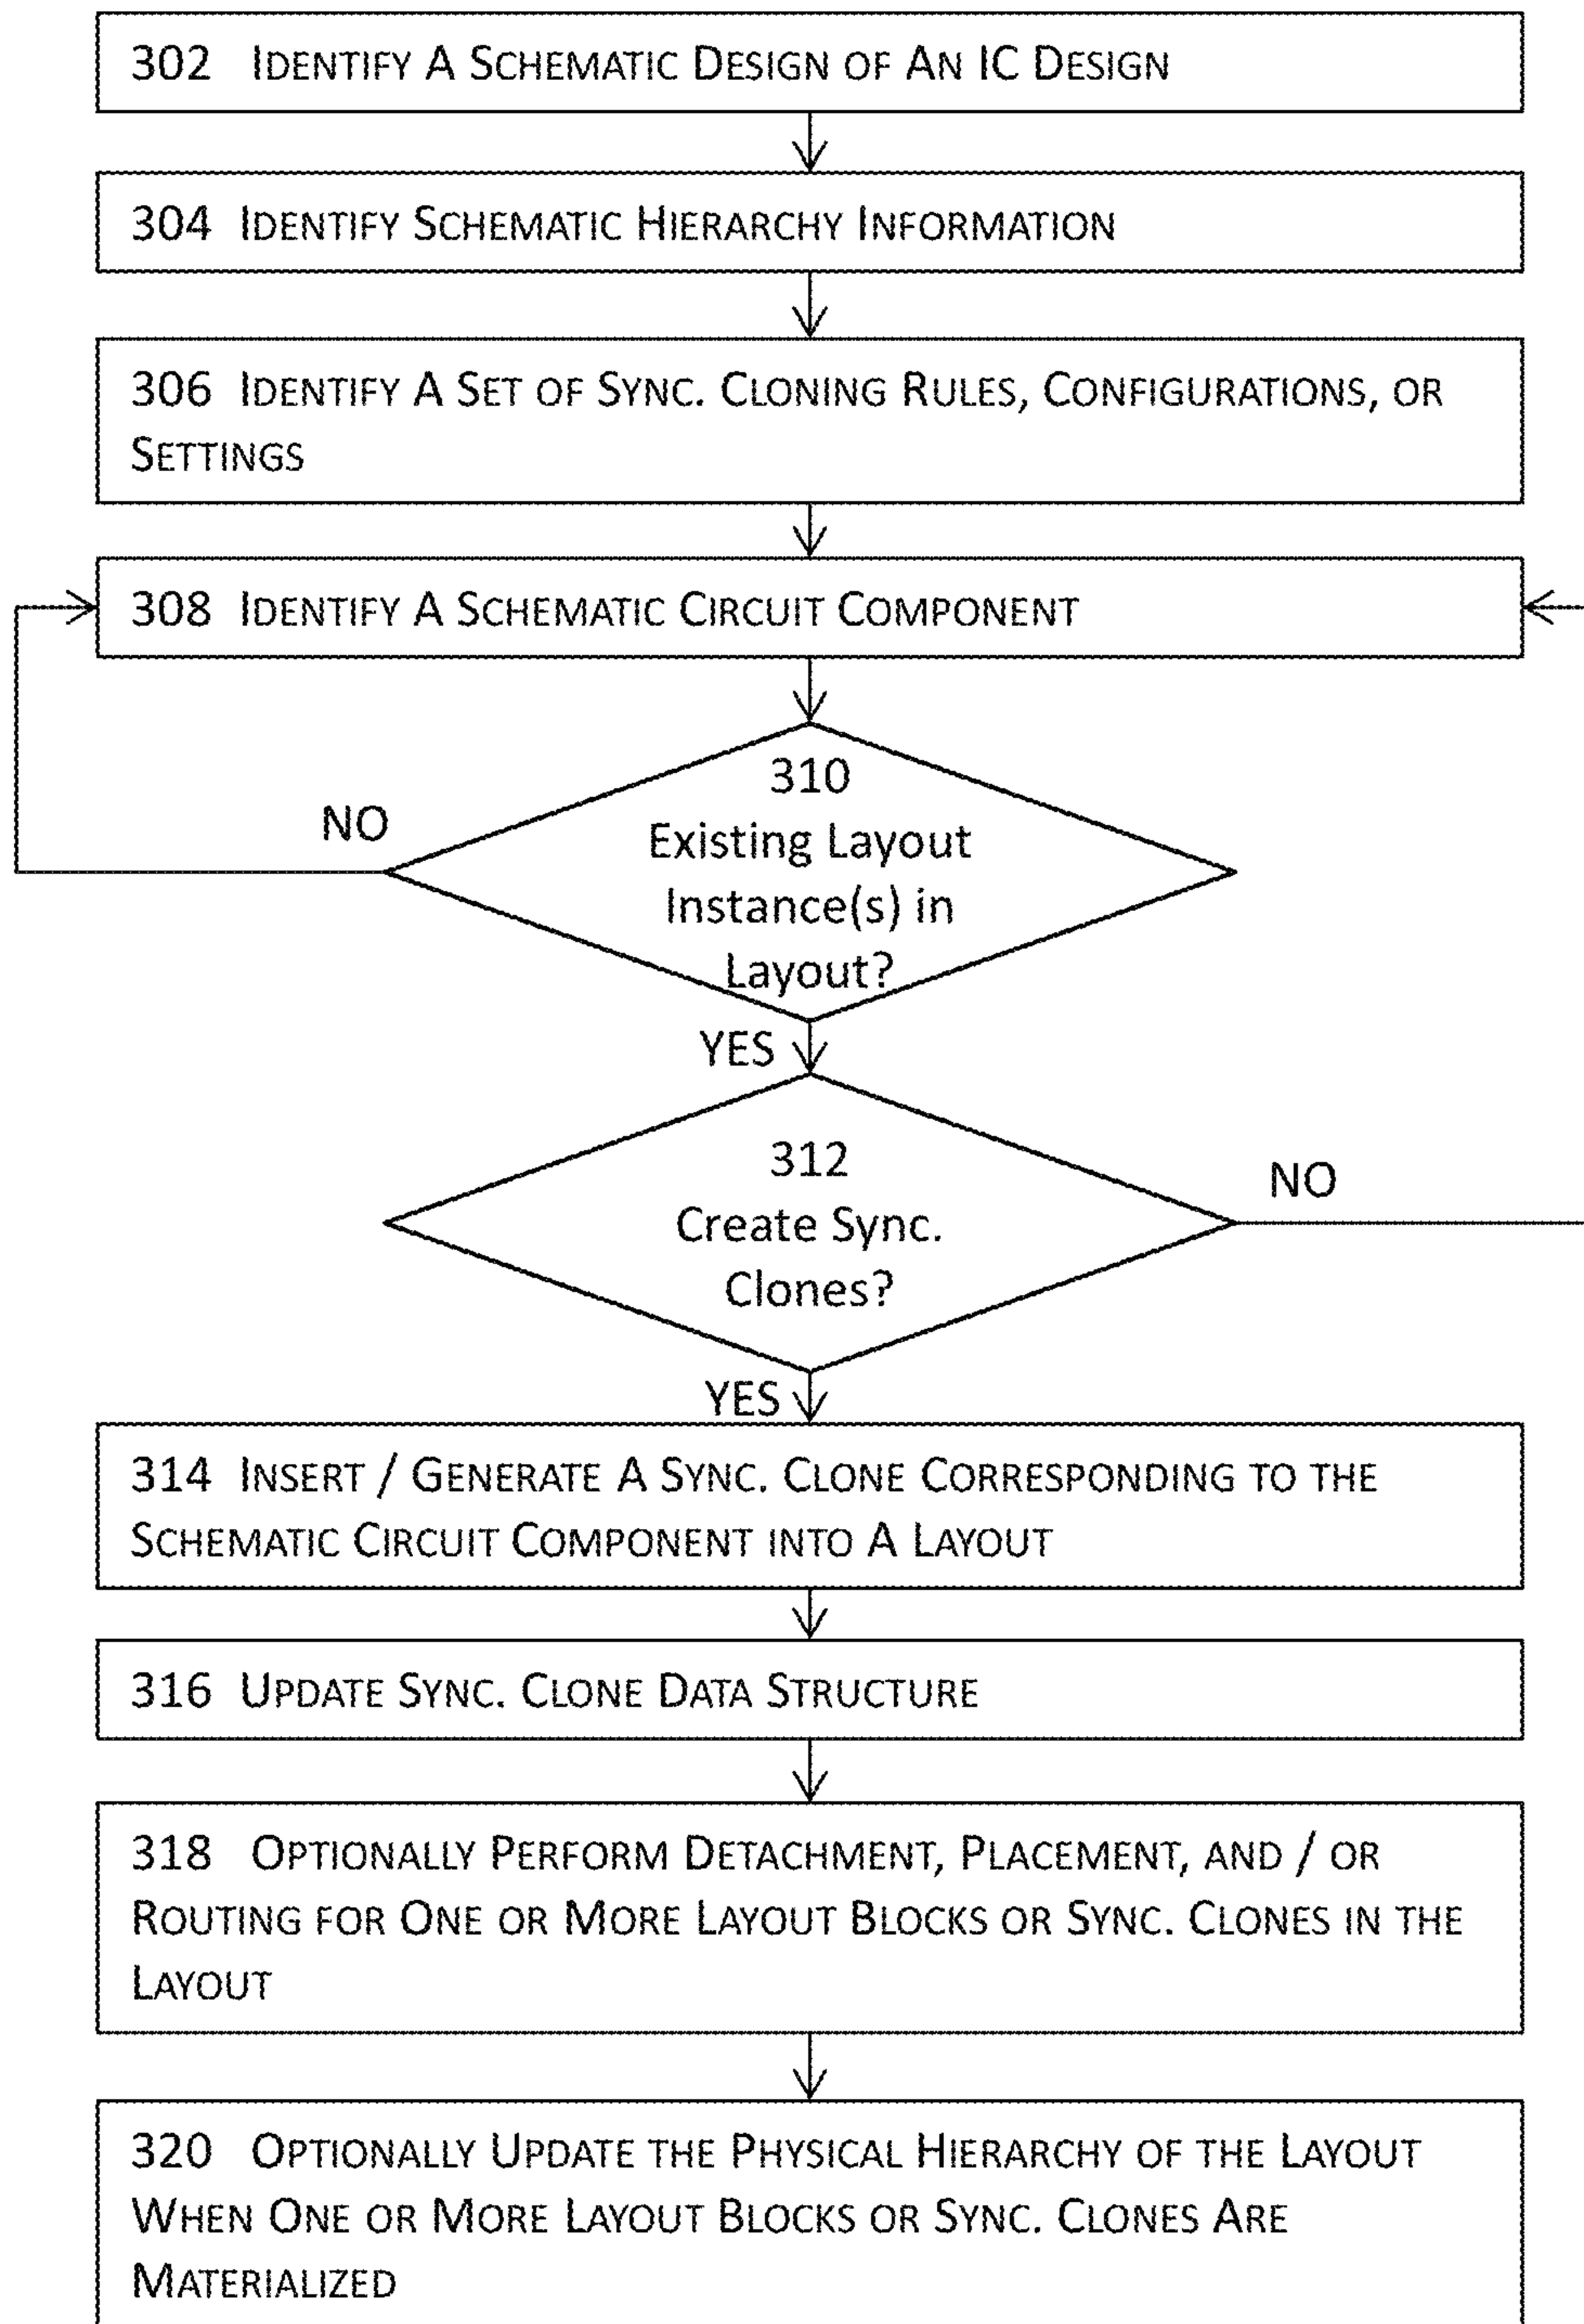 302 IDENTIFY A SCHEMATIC DESIGN OF AN IC DESIGN
304 IDENTIFY SCHEMATIC HIERARCHY INFORMATION
306 IDENTIFY A SET OF SYNC. CLONING RULES, CONFIGURATIONS, OR
SETTINGS
308 IDENTIFY A SCHEMATIC CIRCUIT COMPONENT
310
Existing Layout
Instance(s) in
Layout?
NO
YES
312
Create Sync.
Clones?
NO
YES
314 INSERT / GENERATE A SYNC. CLONE CORRESPONDING TO THE
SCHEMATIC CIRCUIT COMPONENT INTO A LAYOUT
316 UPDATE SYNC. CLONE DATA STRUCTURE
318 OPTIONALLY PERFORM DETACHMENT, PLACEMENT, AND / OR
ROUTING FOR ONE OR MORE LAYOUT BLOCKS OR SYNC. CLONES IN THE
LAYOUT
320 OPTIONALLY UPDATE THE PHYSICAL HIERARCHY OF THE LAYOUT
WHEN ONE OR MORE LAYOUT BLOCKS OR SYNC. CLONES ARE
MATERIALIZED